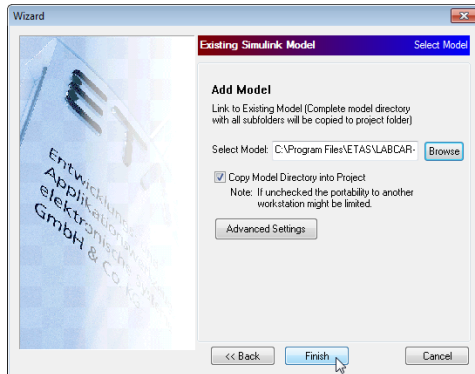 Wizard
Existing Simulink Model
Select Model
ETA
Entwicklungs
Applikations
elektronische
GmbH & Co KG
Add Model
Link to Existing Model (Complete model directory
with all subfolders will be copied to project folder)
Select Model: C:\Program Files\ETAS\LABCAR- Browse
Copy Model Directory into Project
Note: If unchecked the portability to another
workstation might be limited.
Advanced Settings
<< Back Finish Cancel